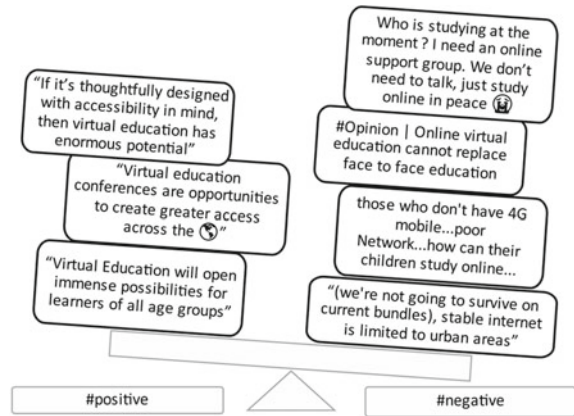 “If it’s thoughtfully designed
with accessibility in mind,
then virtual education has
enormous potential”
“Virtual education
conferences are opportunities
to create greater access
across the 🌎”
“Virtual Education will open
immense possibilities for
learners of all age groups”
Who is studying at the
moment ? I need an online
support group. We don’t
need to talk, just study
online in peace 😭
#Opinion | Online virtual
education cannot replace
face to face education
those who don't have 4G
mobile...poor
Network...how can their
children study online...
“(we're not going to survive on
current bundles), stable internet
is limited to urban areas”
#positive
#negative